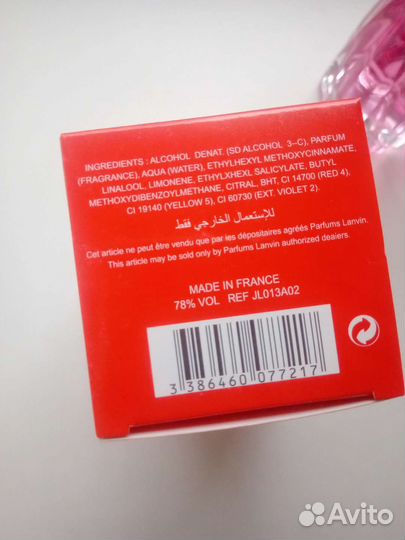 INGREDIENTS : ALCOHOL DENAT. (SD ALCOHOL 3–C), PARFUM
(FRAGRANCE), AQUA (WATER), ETHYLHEXYL METHOXYCINNAMATE,
LINALOOL, LIMONENE, ETHYLXHEXL SALICYLATE, BUTYL
METHOXYDIBENZOYLMETHANE, CITRAL, BHT, CI 14700 (RED 4),
CI 19140 (YELLOW 5), CI 60730 (EXT. VIOLET 2).
للإستعمال الخارجي فقط
Cet article ne peut être vendu que par les dépositaires agréés Parfums Lanvin.
This article may be sold only by Parfums Lanvin authorized dealers.
MADE IN FRANCE
78% VOL REF JL013A02
3 386460 077217
Avito